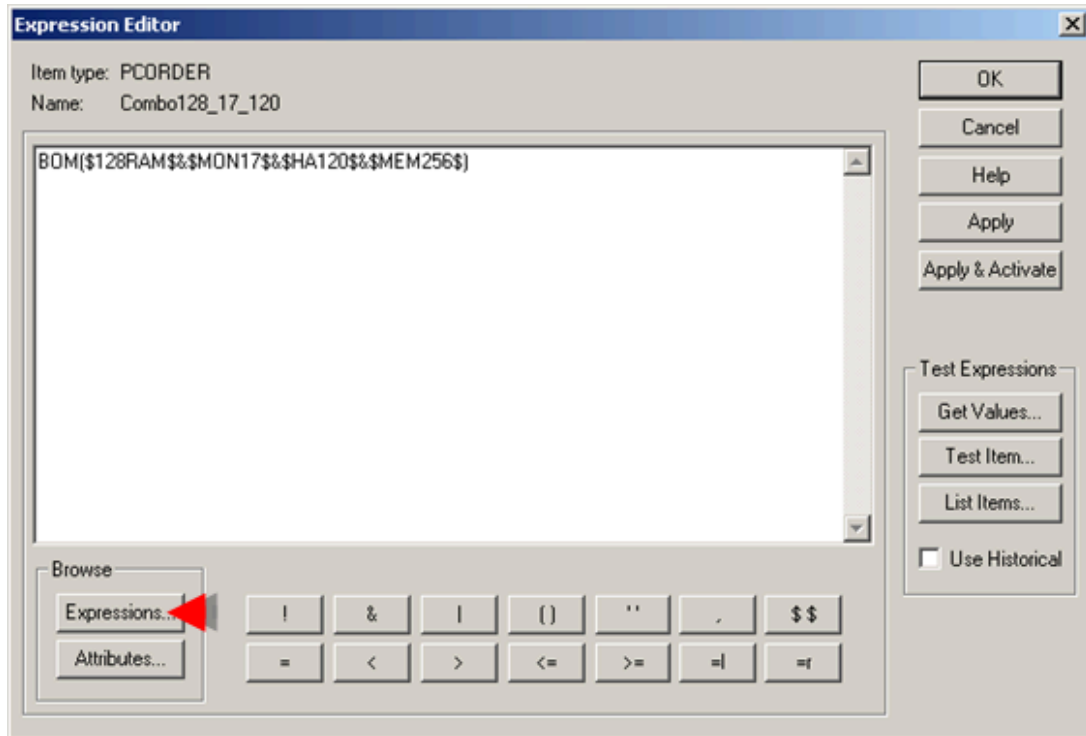 Expression Editor
Item type: PCORDER
Name: Combo128_17_120
BOM($128RAM$&$MON17$&$HA120$&$MEM256$)
OK
Cancel
Help
Apply
Apply & Activate
Test Expressions
Get Values...
Test Item...
List Items...
Use Historical
Browse
Expressions...
Attributes...
! & | () '' , $$
= < > <= >= =l =r